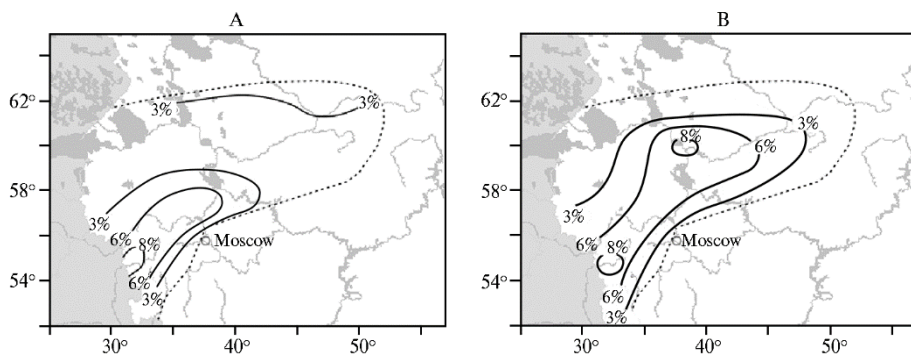 A B
62° 62°
3% 3% 3%
8%
6%
58° 58°
3% 3%
6% 8% 6% 8%
Moscow Moscow
54° 54°
6% 6%
3% 3%
30° 40° 50° 30° 40° 50°